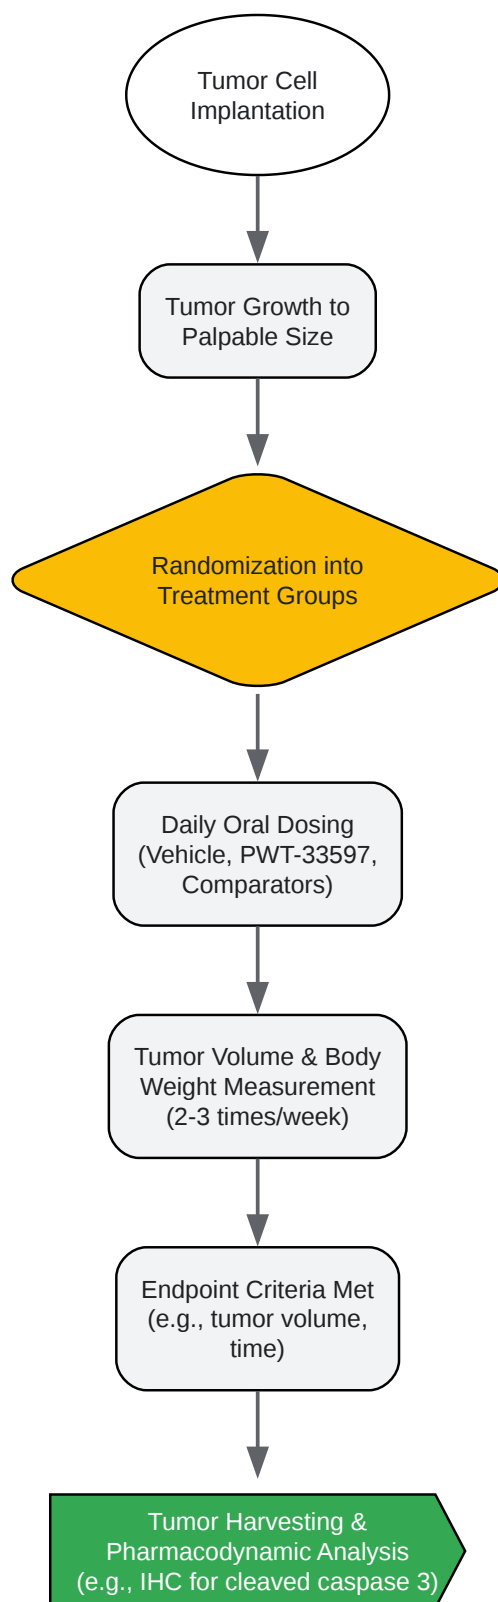 Tumor Cell
Implantation
Tumor Growth to
Palpable Size
Randomization into
Treatment Groups
Daily Oral Dosing
(Vehicle, PWT-33597,
Comparators)
Tumor Volume & Body
Weight Measurement
(2-3 times/week)
Endpoint Criteria Met
(e.g., tumor volume,
time)
Tumor Harvesting &
Pharmacodynamic Analysis
(e.g., IHC for cleaved caspase 3)